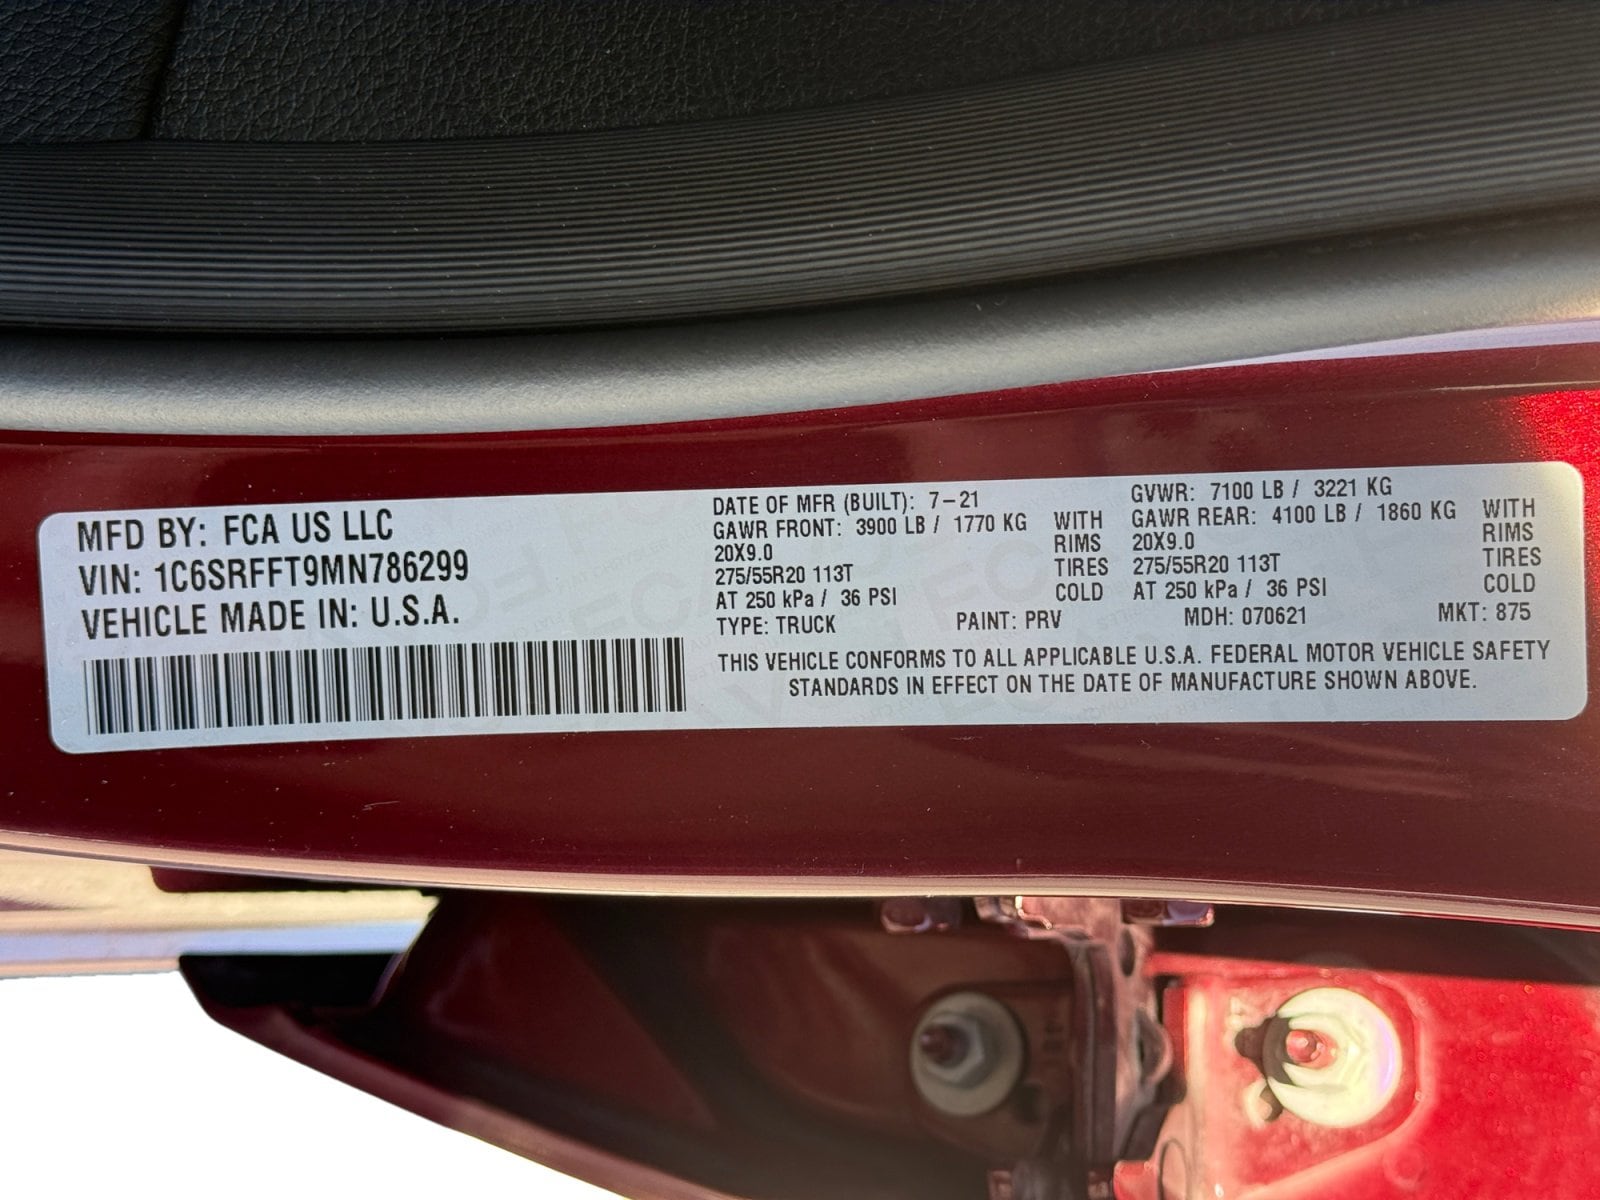 MFD BY: FCA US LLC
VIN: 1C6SRFFT9MN786299
VEHICLE MADE IN: U.S.A.
DATE OF MFR (BUILT): 7-21
GAWR FRONT: 3900 LB / 1770 KG WITH
20X9.0 RIMS
275/55R20 113T TIRES
AT 250 kPa / 36 PSI COLD
GVWR: 7100 LB / 3221 KG
GAWR REAR: 4100 LB / 1860 KG WITH
20X9.0 RIMS
275/55R20 113T TIRES
AT 250 kPa / 36 PSI COLD
TYPE: TRUCK PAINT: PRV MDH: 070621 MKT: 875
THIS VEHICLE CONFORMS TO ALL APPLICABLE U.S.A. FEDERAL MOTOR VEHICLE SAFETY
STANDARDS IN EFFECT ON THE DATE OF MANUFACTURE SHOWN ABOVE.